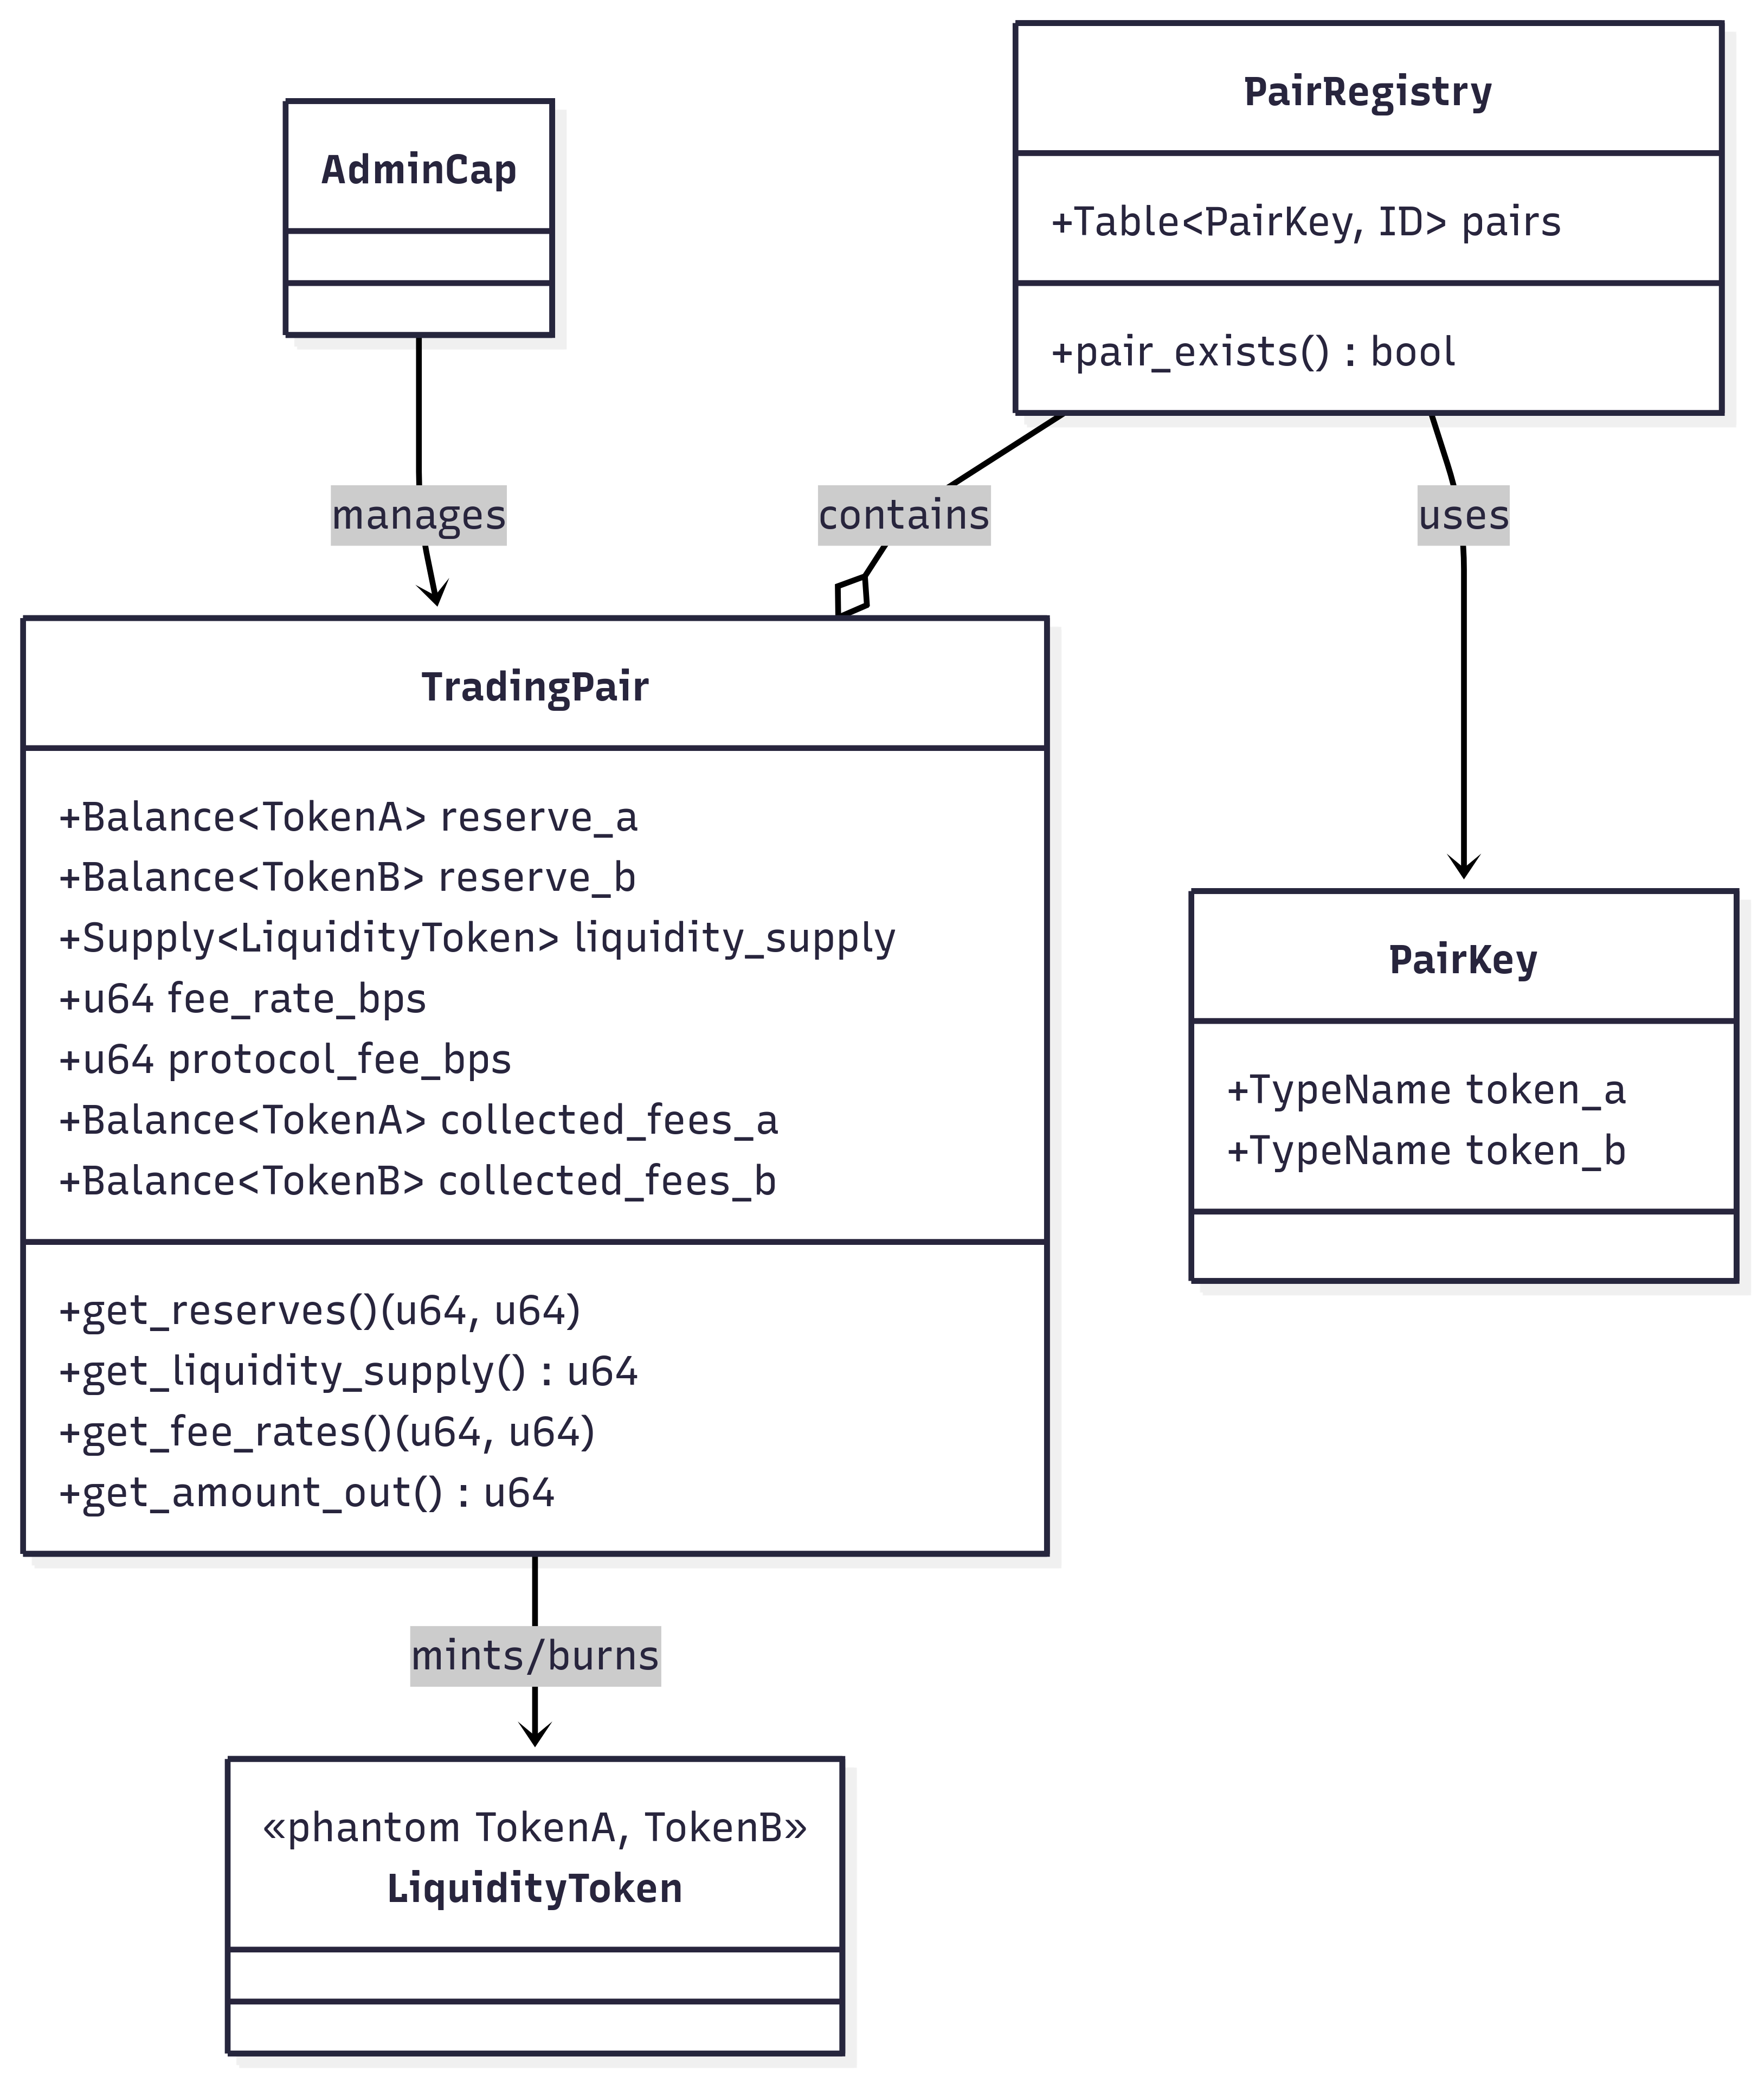 AdminCap
PairRegistry
+Table<PairKey, ID> pairs
+pair_exists() : bool
manages
contains
uses
TradingPair
+Balance<TokenA> reserve_a
+Balance<TokenB> reserve_b
+Supply<LiquidityToken> liquidity_supply
+u64 fee_rate_bps
+u64 protocol_fee_bps
+Balance<TokenA> collected_fees_a
+Balance<TokenB> collected_fees_b
+get_reserves()(u64, u64)
+get_liquidity_supply() : u64
+get_fee_rates()(u64, u64)
+get_amount_out() : u64
PairKey
+TypeName token_a
+TypeName token_b
mints/burns
«phantom TokenA, TokenB»
LiquidityToken